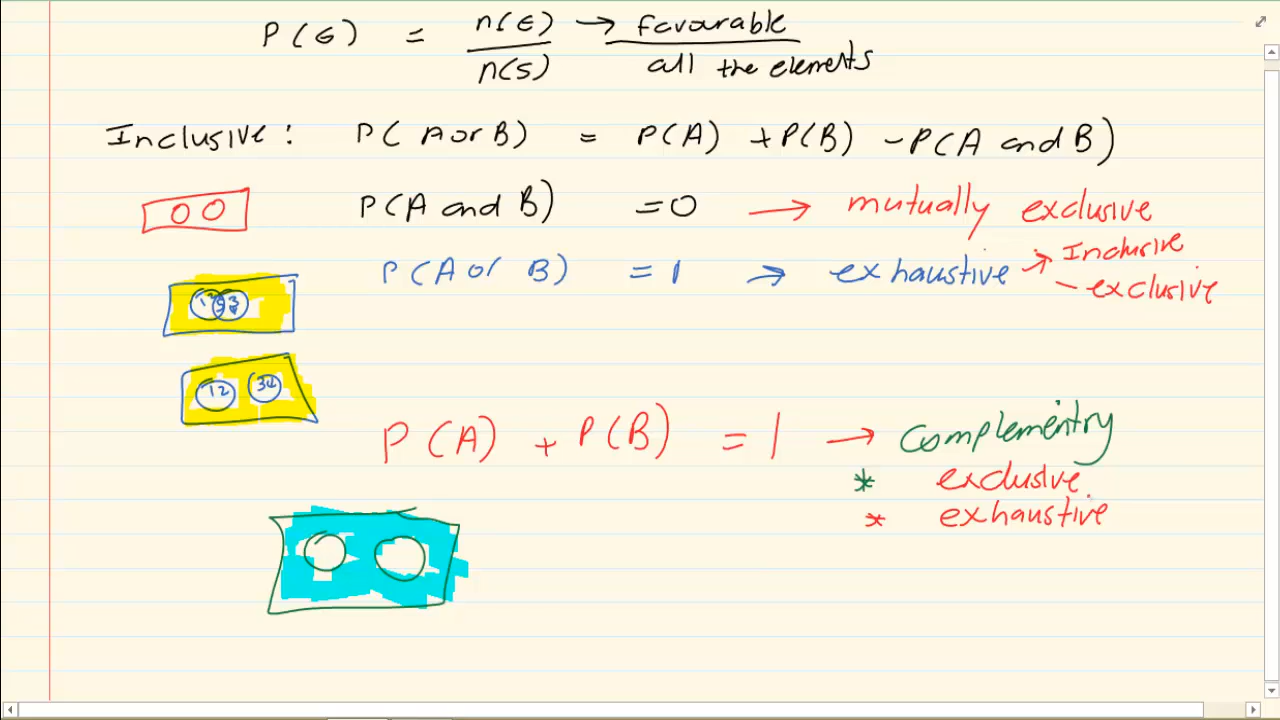 P(E) = n(E)/n(S) → favourable / all the elements
Inclusive: P(A or B) = P(A) + P(B) - P(A and B)
P(A and B) = 0 → mutually exclusive
P(A or B) = 1 → exhaustive → Inclusive
- exclusive
12 34
P(A) + P(B) = 1 → complementry
* exclusive
* exhaustive